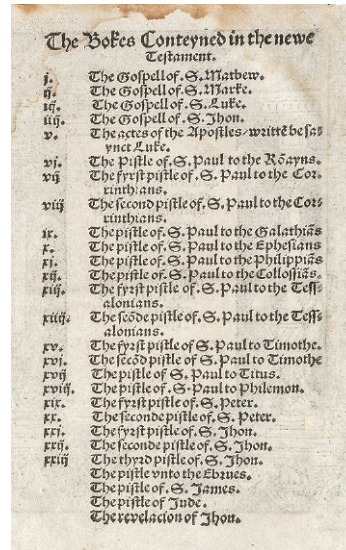 The Bokes Conteyned in the newe
Testament.
j. The Gospell of. S. Mathew.
ij. The Gospell of. S. Marke.
iij. The Gospell of. S. Luke.
iiij. The Gospell of. S. Jhon.
v. The actes of the Apostles/writtē be say
ynct Luke.
vj. The Pistle of. S. Paul to the Rōayns.
vij The fyrst pistle of. S. Paul to the Cor-
rinthians.
viij The second pistle of. S. Paul to the Cor-
rinthians.
ix. The pistle of. S. Paul to the Galathiās
x. The pistle of. S. Paul to the Ephesians
xj. The pistle of. S. Paul to the Philippiās
xij. The pistle of. S. Paul to the Collossiās.
xiij. The fyrst pistle of. S. Paul to the Tess-
alonians.
xiiij. The secōde pistle of. S. Paul to the Tess-
alonians.
xv. The fyrst pistle of S. Paul to Timothe.
xvj. The secōd pistle of S. Paul to Timothe
xvij The pistle of S. Paul to Titus.
xviij. The pistle of S. Paul to Philemon.
xix. The fyrst pistle of. S. Peter.
xx. The seconde pistle of. S. Peter.
xxj. The fyrst pistle of. S. Jhon.
xxij. The seconde pistle of. S. Jhon.
xxiij The thyrd pistle of. S. Jhon.
The pistle vnto the Ebrues.
The pistle of. S. James.
The pistle of Jude.
The revelacion of Jhon.